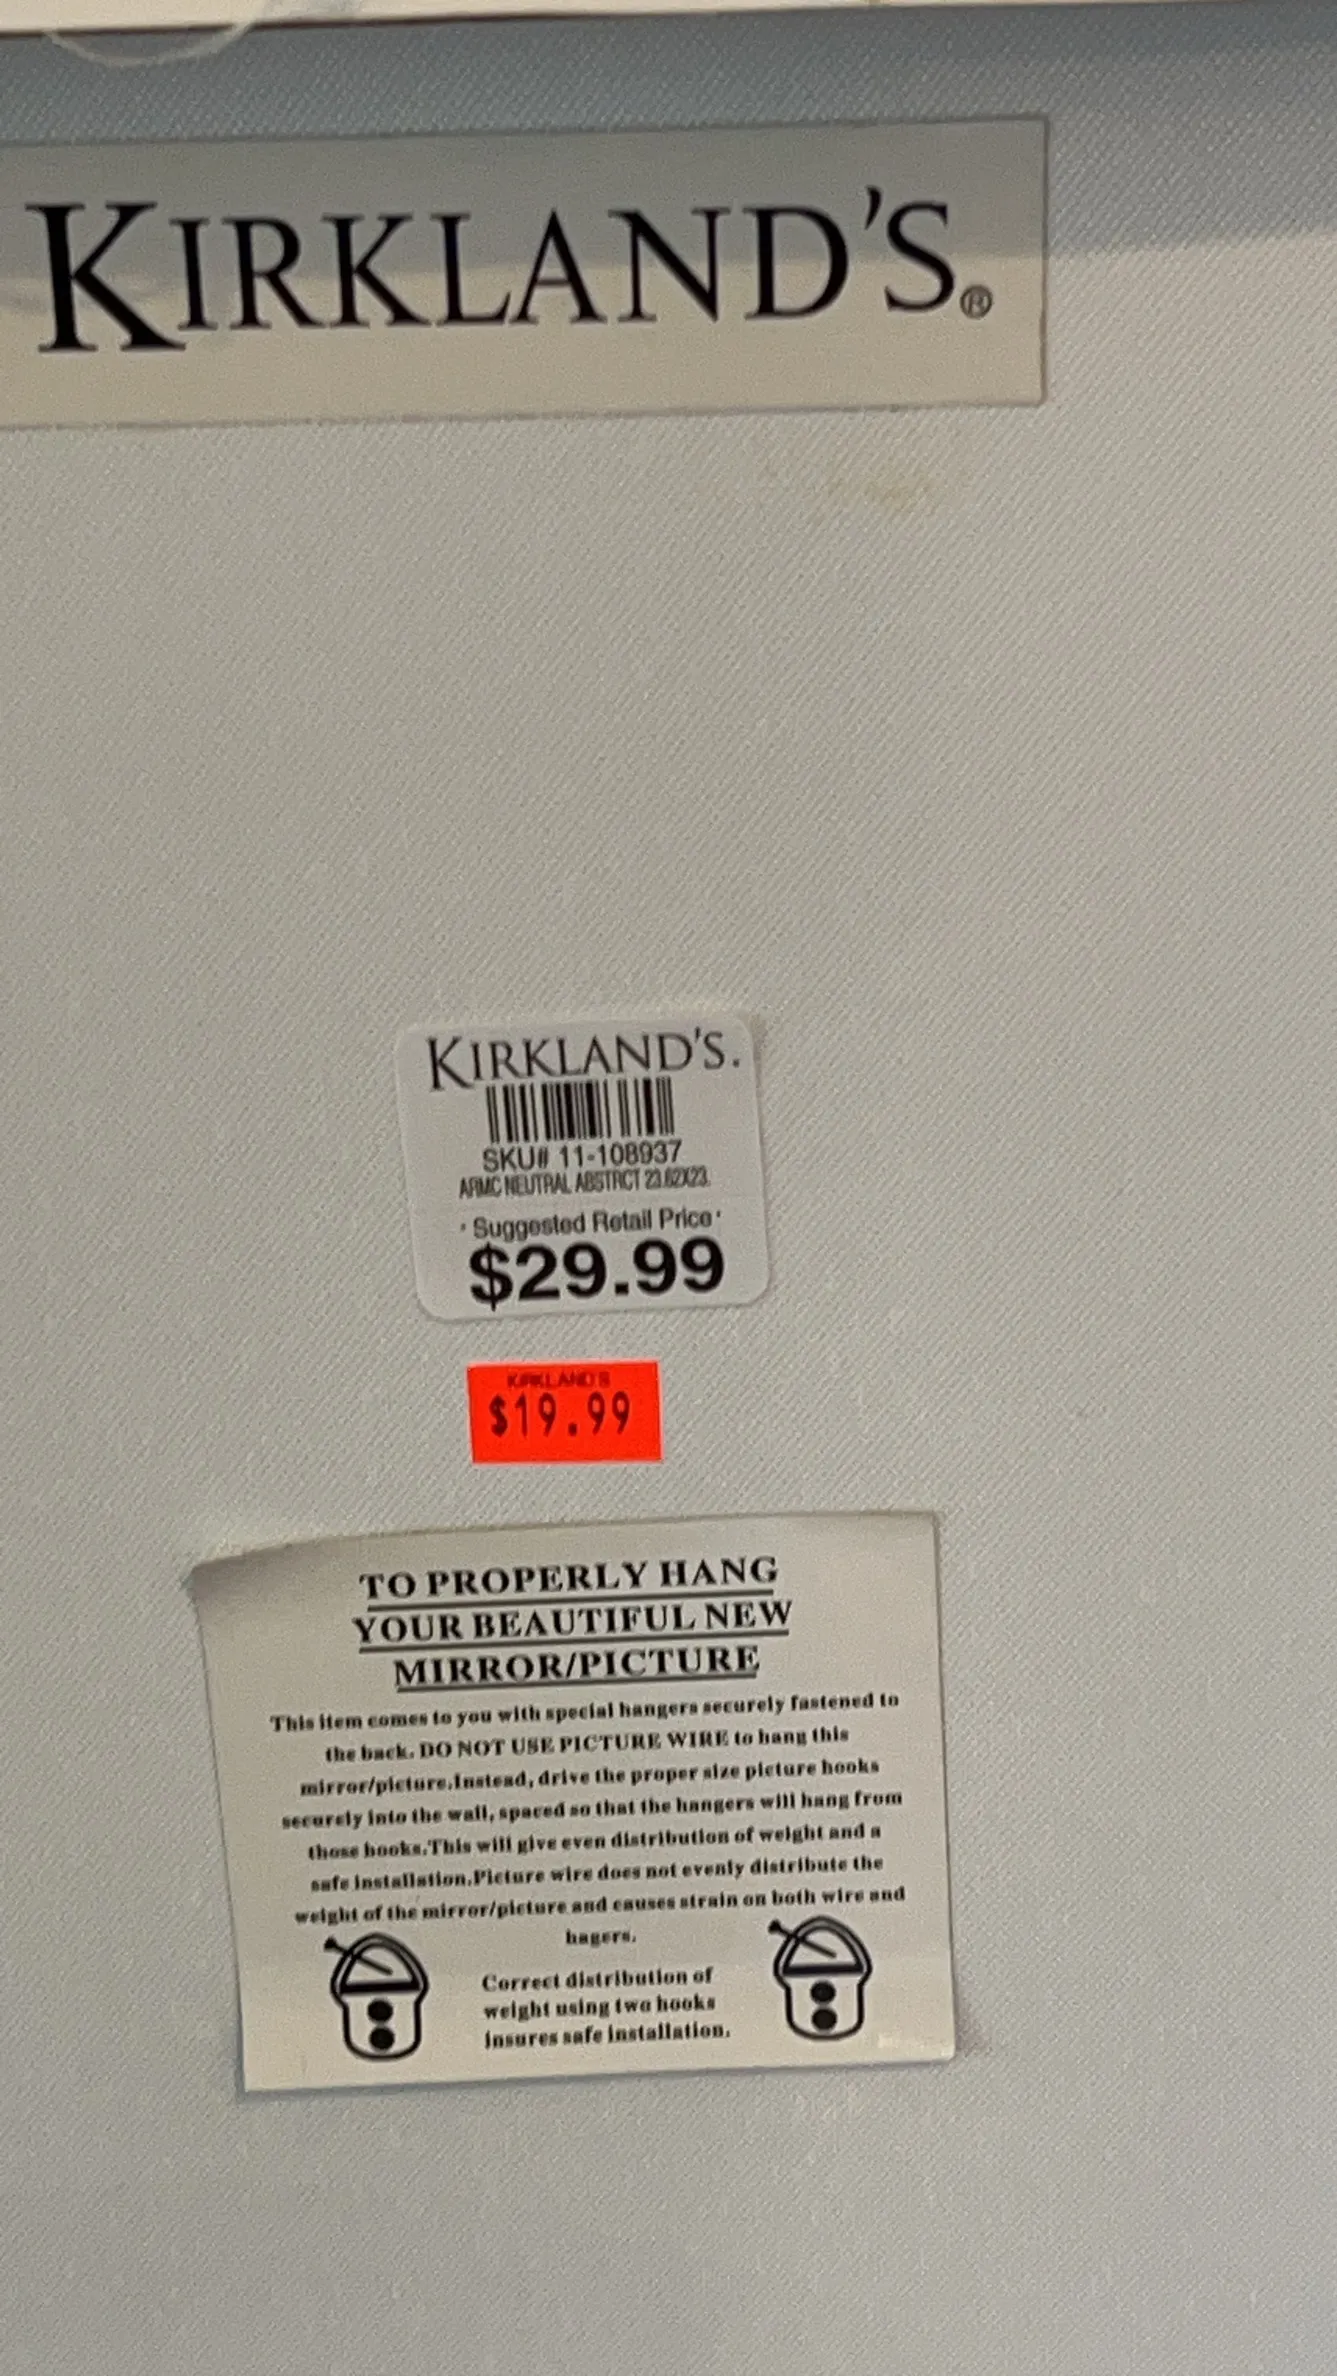 KIRKLAND'S®
KIRKLAND'S.
SKU# 11-108937
ARMC NEUTRAL ABSTRCT 23.62X23.
• Suggested Retail Price •
$29.99
KIRKLAND'S
$19.99
TO PROPERLY HANG
YOUR BEAUTIFUL NEW
MIRROR/PICTURE
This item comes to you with special hangers securely fastened to
the back. DO NOT USE PICTURE WIRE to hang this
mirror/picture.Instead, drive the proper size picture hooks
securely into the wall, spaced so that the hangers will hang from
those hooks.This will give even distribution of weight and a
safe installation.Picture wire does not evenly distribute the
weight of the mirror/picture and causes strain on both wire and
hagers.
Correct distribution of
weight using two hooks
insures safe installation.